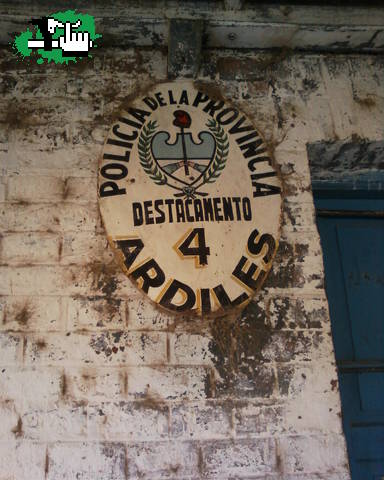 POLICIA DE LA PROVINCIA
DESTACAMENTO
4
ARDILES